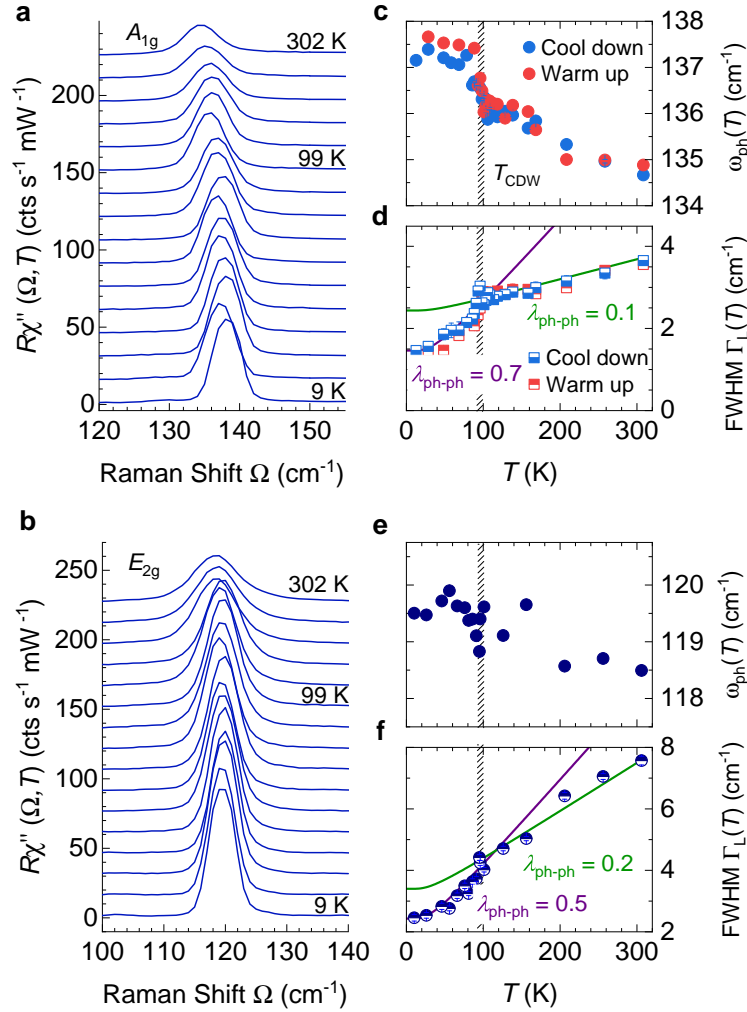 a
A1g
302 K
99 K
9 K
200
150
100
50
0
120
130
140
150
Raman Shift Ω (cm-1)
Rχ'' (Ω,T) (cts s-1 mW-1)
c
Cool down
Warm up
TCDW
138
137
136
135
134
ωph(T) (cm-1)
d
λph-ph = 0.1
λph-ph = 0.7
Cool down
Warm up
4
3
2
1
0
FWHM ΓL(T) (cm-1)
0
100
200
300
T (K)
b
E2g
302 K
99 K
9 K
250
200
150
100
50
0
100
110
120
130
140
Raman Shift Ω (cm-1)
Rχ'' (Ω,T) (cts s-1 mW-1)
e
120
119
118
ωph(T) (cm-1)
f
λph-ph = 0.2
λph-ph = 0.5
8
6
4
2
FWHM ΓL(T) (cm-1)
0
100
200
300
T (K)